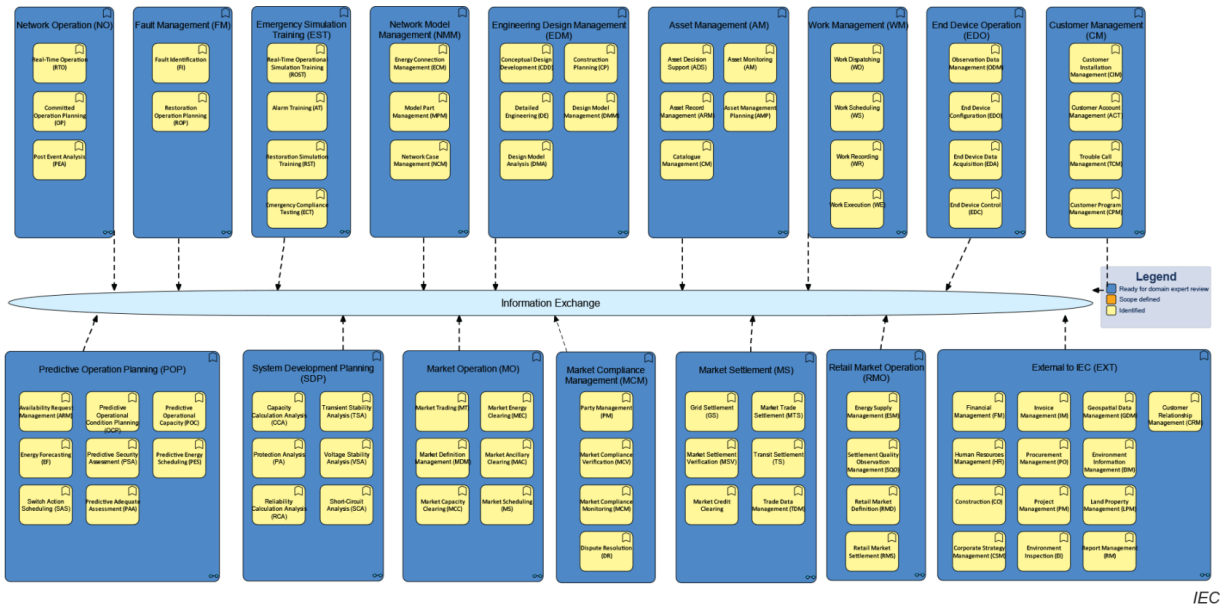 Network Operation (NO)
Real-Time Operation
(RTO)
Committed
Operation Planning
(OP)
Post Event Analysis
(PEA)
Fault Management (FM)
Fault Identification
(FI)
Restoration
Operation Planning
(ROP)
Emergency Simulation
Training (EST)
Real-Time Operational
Simulation Training
(ROST)
Alarm Training (AT)
Restoration Simulation
Training (RST)
Emergency Compliance
Testing (ECT)
Network Model
Management (NMM)
Energy Connection
Management (ECM)
Model Part
Management (MPM)
Network Case
Management (NCM)
Engineering Design Management
(EDM)
Conceptual Design
Development (CDD)
Construction
Planning (CP)
Detailed
Engineering (DE)
Design Model
Management (DMM)
Design Model
Analysis (DMA)
Asset Management (AM)
Asset Decision
Support (ADS)
Asset Monitoring
(AM)
Asset Record
Management (ARM)
Asset Management
Planning (AMP)
Catalogue
Management (CM)
Work Management (WM)
Work Dispatching
(WD)
Work Scheduling
(WS)
Work Recording
(WR)
Work Execution (WE)
End Device Operation
(EDO)
Observation Data
Management (ODM)
End Device
Configuration (EDO)
End Device Data
Acquisition (EDA)
End Device Control
(EDC)
Customer Management
(CM)
Customer
Installation
Management (CIM)
Customer Account
Management (ACT)
Trouble Call
Management (TCM)
Customer Program
Management (CPM)
Information Exchange
Legend
Ready for domain expert review
Scope defined
Identified
Predictive Operation Planning (POP)
Availability Request
Management (ARM)
Predictive
Operational
Condition Planning
(OCP)
Predictive
Operational
Capacity (POC)
Energy Forecasting
(EF)
Predictive Security
Assessment (PSA)
Predictive Energy
Scheduling (PES)
Switch Action
Scheduling (SAS)
Predictive Adequate
Assessment (PAA)
System Development Planning
(SDP)
Capacity
Calculation Analysis
(CCA)
Transient Stability
Analysis (TSA)
Protection Analysis
(PA)
Voltage Stability
Analysis (VSA)
Reliability
Calculation Analysis
(RCA)
Short-Circuit
Analysis (SCA)
Market Operation (MO)
Market Trading (MT)
Market Energy
Clearing (MEC)
Market Definition
Management (MDM)
Market Ancillary
Clearing (MAC)
Market Capacity
Clearing (MCC)
Market Scheduling
(MS)
Market Compliance
Management (MCM)
Party Management
(PM)
Market Compliance
Verification (MCV)
Market Compliance
Monitoring (MCM)
Dispute Resolution
(DR)
Market Settlement (MS)
Grid Settlement
(GS)
Market Trade
Settlement (MTS)
Market Settlement
Verification (MSV)
Transit Settlement
(TS)
Market Credit
Clearing
Trade Data
Management (TDM)
Retail Market Operation
(RMO)
Energy Supply
Management (ESM)
Settlement Quality
Observation
Management (SQO)
Retail Market
Definition (RMD)
Retail Market
Settlement (RMS)
External to IEC (EXT)
Financial
Management (FM)
Invoice
Management (IM)
Geospatial Data
Management (GDM)
Customer
Relationship
Management (CRM)
Human Resources
Management (HR)
Procurement
Management (PO)
Environment
Information
Management (EIM)
Construction (CO)
Project
Management (PM)
Land Property
Management (LPM)
Corporate Strategy
Management (CSM)
Environment
Inspection (EI)
Report Management
(RM)
IEC